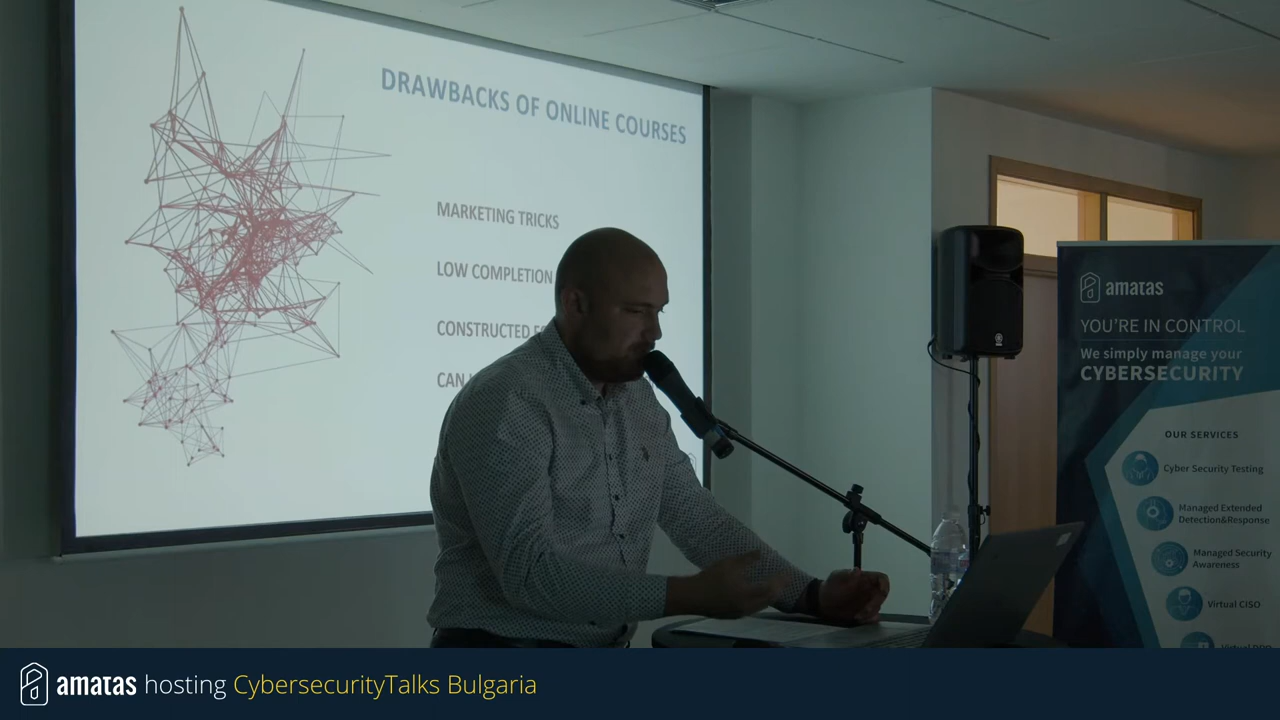 DRAWBACKS OF ONLINE COURSES
MARKETING TRICKS
LOW COMPLETION
CONSTRUCTED
CAN
amatas
YOU'RE IN CONTROL
We simply manage your
CYBERSECURITY
OUR SERVICES
Cyber Security Testing
Managed Extended
Detection&Response
Managed Security
Awareness
Virtual CISO
amatas hosting CybersecurityTalks Bulgaria